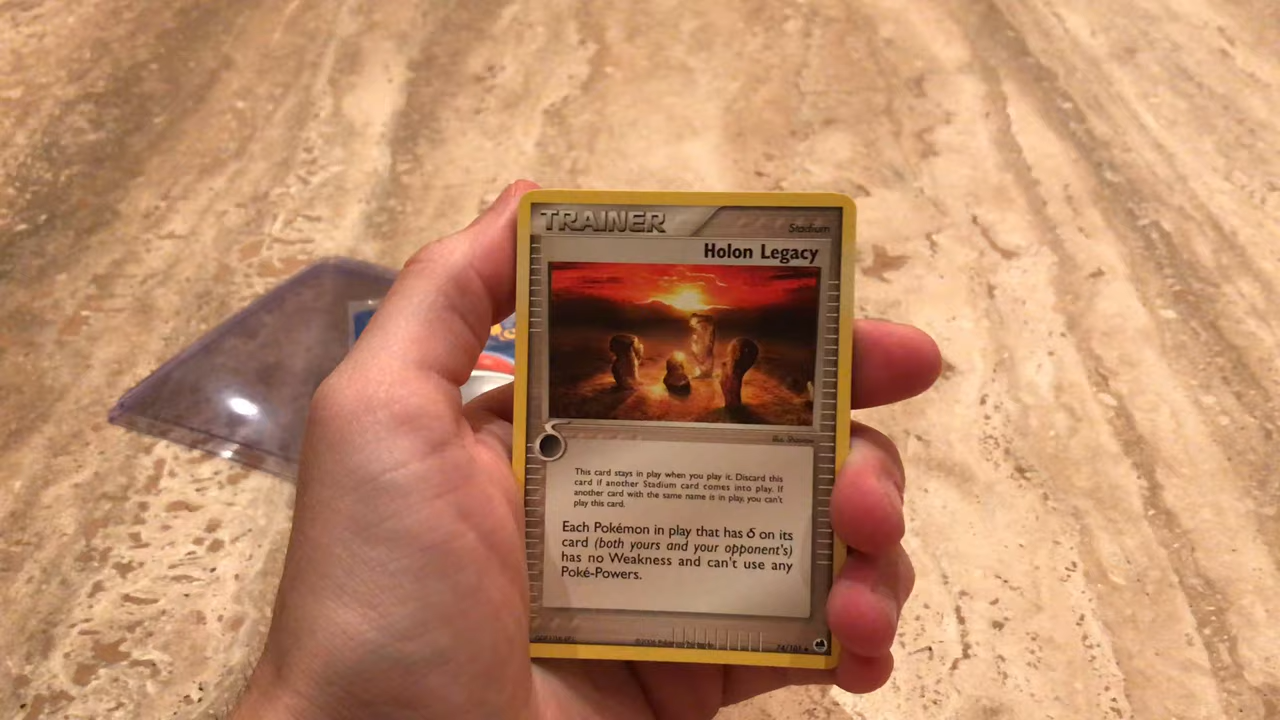 TRAINER
Stadium
Holon Legacy
This card stays in play when you play it. Discard this
card if another Stadium card comes into play. If
another card with the same name is in play, you can't
play this card.
Each Pokémon in play that has δ on its
card (both yours and your opponent's)
has no Weakness and can't use any
Poké-Powers.
74/101